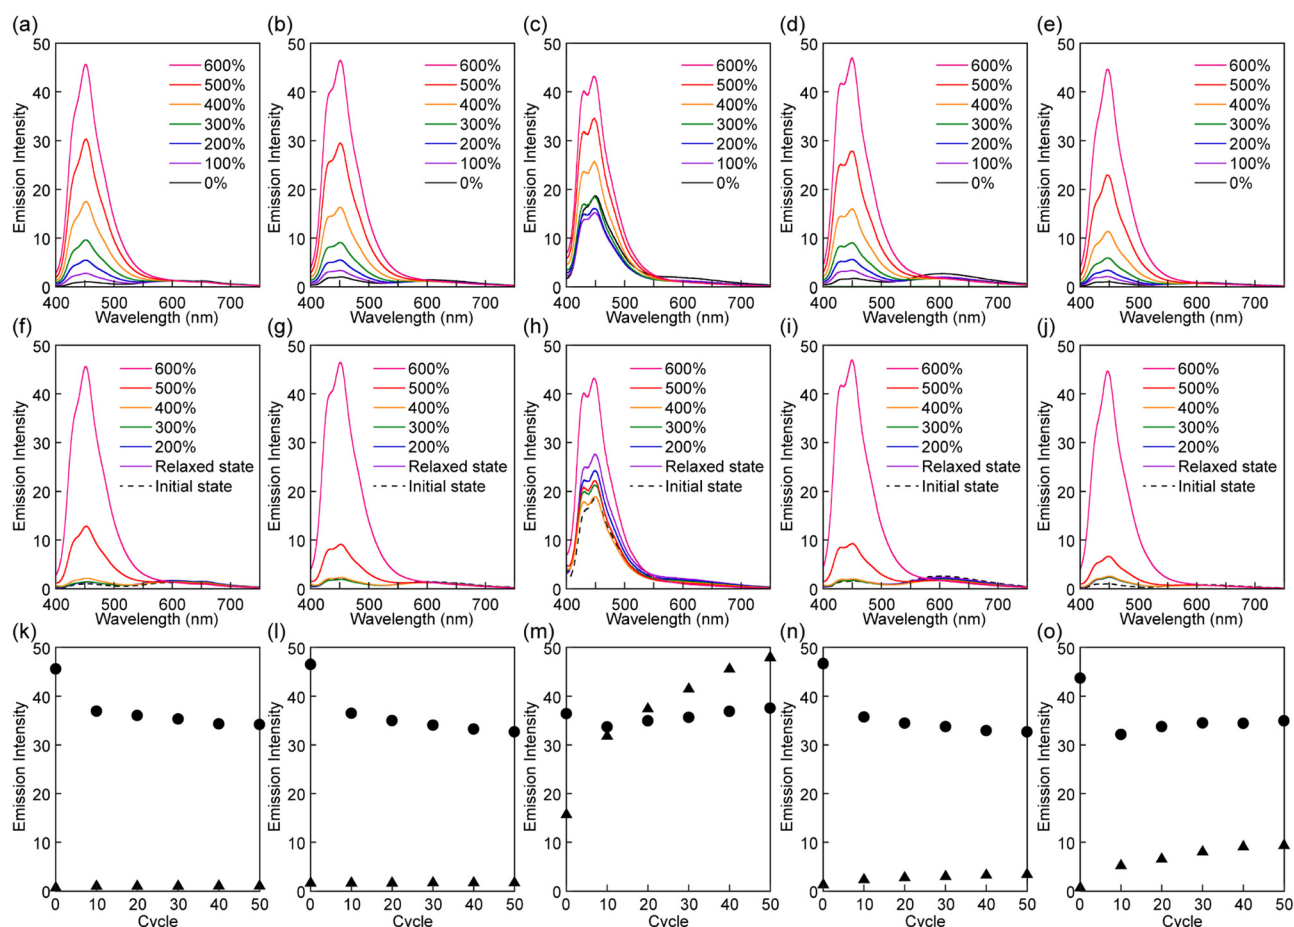 (a) (b) (c) (d) (e)
50 50 50 50 50
600% 600% 600% 600% 600%
40 500% 40 500% 40 500% 40 500% 40 500%
400% 400% 400% 400% 400%
30 300% 30 300% 30 300% 30 300% 30 300%
200% 200% 200% 200% 200%
100% 100% 100% 100% 100%
20 0% 20 0% 20 0% 20 0% 20 0%
10 10 10 10 10
0 0 0 0 0
Emission Intensity Emission Intensity Emission Intensity Emission Intensity Emission Intensity
400 500 600 700 400 500 600 700 400 500 600 700 400 500 600 700 400 500 600 700
Wavelength (nm) Wavelength (nm) Wavelength (nm) Wavelength (nm) Wavelength (nm)
(f) (g) (h) (i) (j)
50 50 50 50 50
600% 600% 600% 600% 600%
40 500% 40 500% 40 500% 40 500% 40 500%
400% 400% 400% 400% 400%
30 300% 30 300% 30 300% 30 300% 30 300%
200% 200% 200% 200% 200%
Relaxed state Relaxed state Relaxed state Relaxed state Relaxed state
20 Initial state 20 Initial state 20 Initial state 20 Initial state 20 Initial state
10 10 10 10 10
0 0 0 0 0
Emission Intensity Emission Intensity Emission Intensity Emission Intensity Emission Intensity
400 500 600 700 400 500 600 700 400 500 600 700 400 500 600 700 400 500 600 700
Wavelength (nm) Wavelength (nm) Wavelength (nm) Wavelength (nm) Wavelength (nm)
(k) (l) (m) (n) (o)
50 50 50 50 50
40 40 40 40 40
30 30 30 30 30
20 20 20 20 20
10 10 10 10 10
0 0 0 0 0
Emission Intensity Emission Intensity Emission Intensity Emission Intensity Emission Intensity
0 10 20 30 40 50 0 10 20 30 40 50 0 10 20 30 40 50 0 10 20 30 40 50 0 10 20 30 40 50
Cycle Cycle Cycle Cycle Cycle